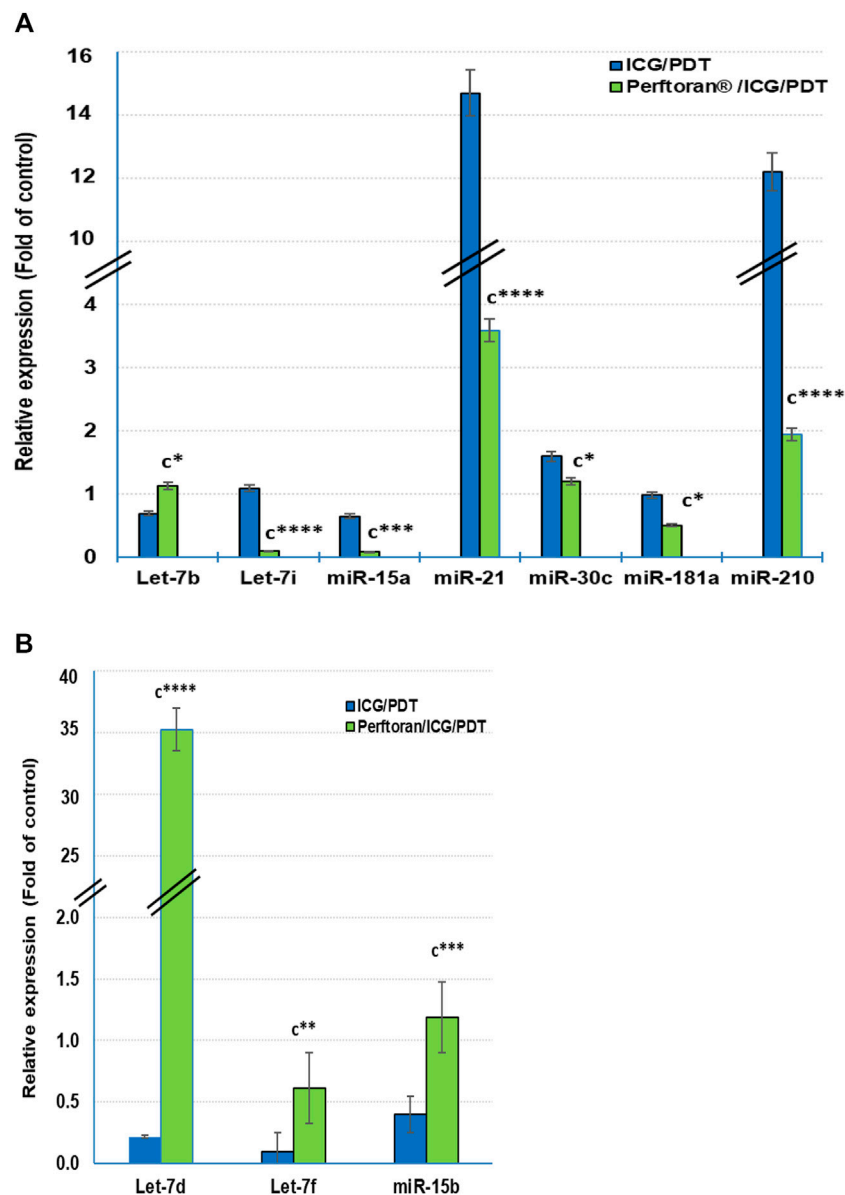 A
Relative expression (Fold of control)
16
14
12
10
4
3
2
1
0
ICG/PDT
Perftoran® /ICG/PDT
c*
c****
c***
c****
c*
c*
c****
Let-7b
Let-7i
miR-15a
miR-21
miR-30c
miR-181a
miR-210
B
Relative expression (Fold of control)
40
35
30
25
2.0
1.5
1.0
0.5
0.0
ICG/PDT
Perftoran/ICG/PDT
c****
c**
c***
Let-7d
Let-7f
miR-15b